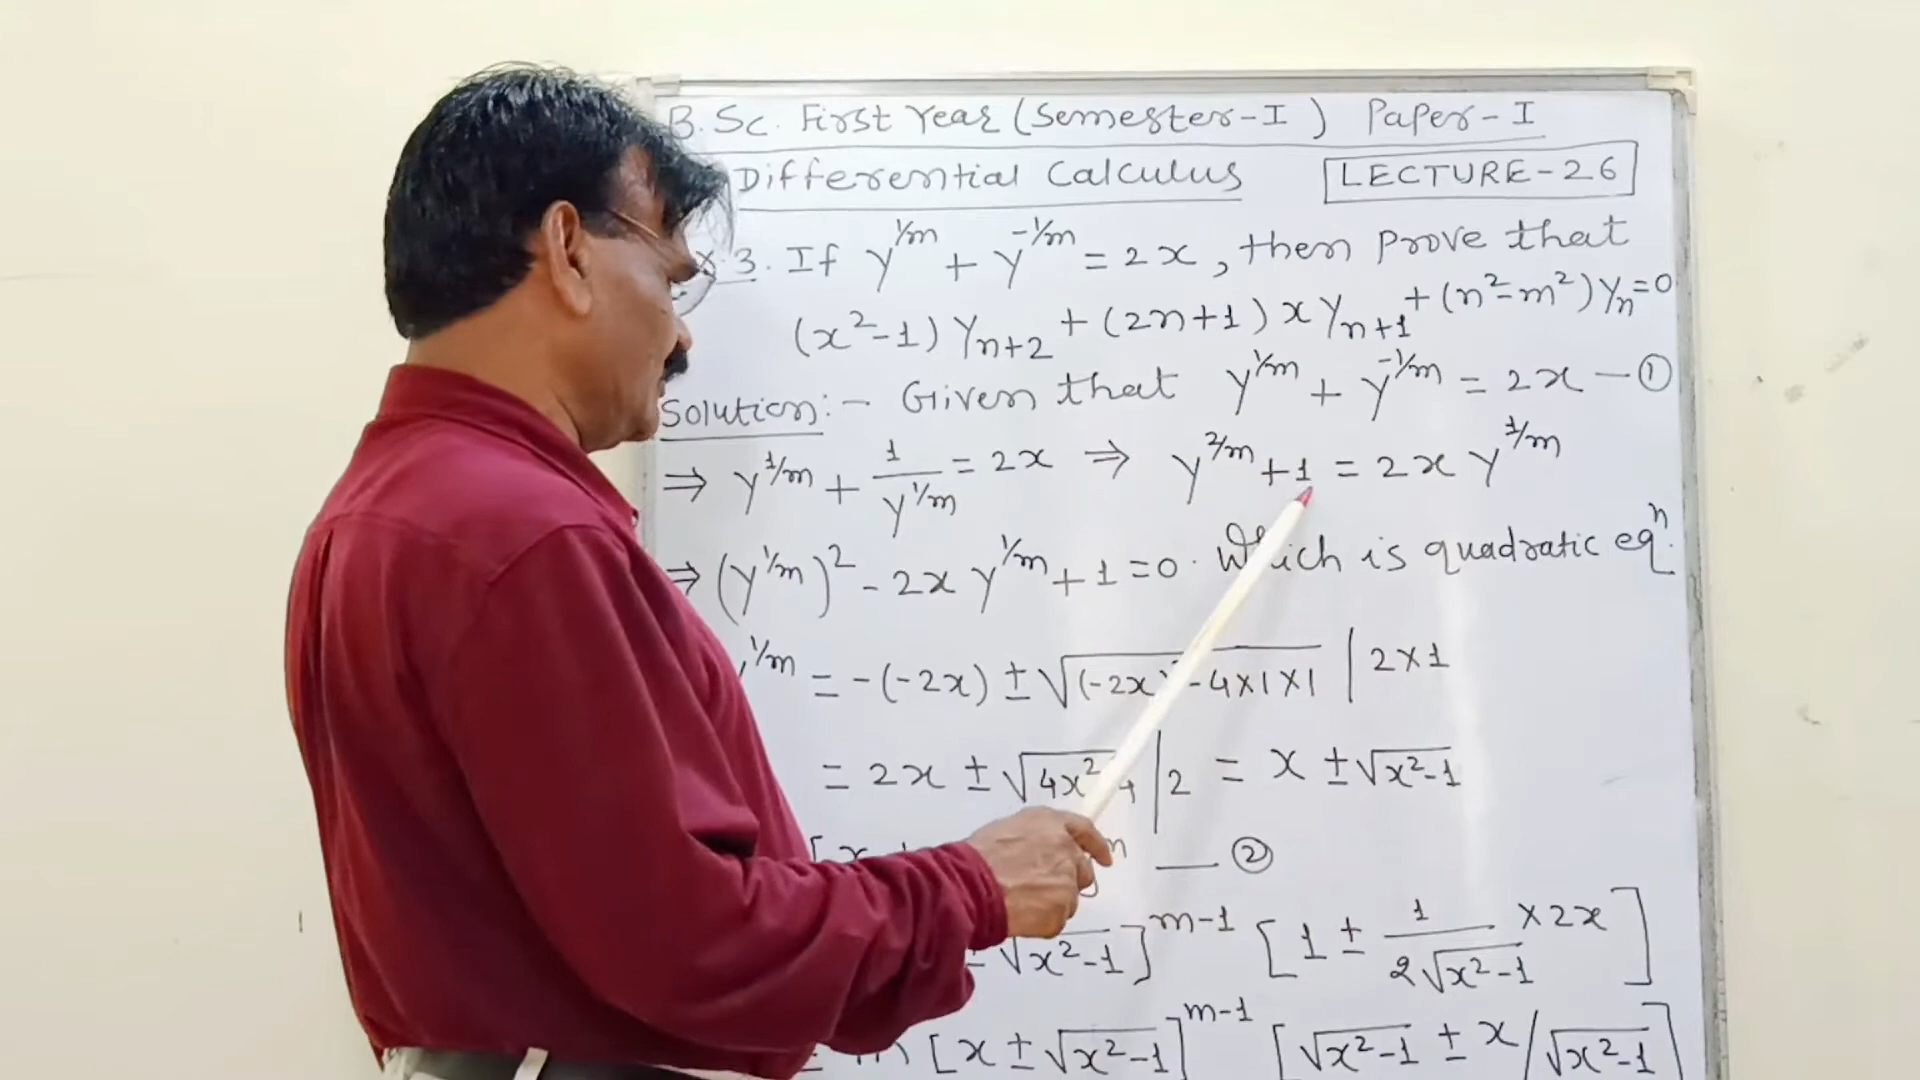 B.Sc. First Year (Semester-I) Paper-I
Differential Calculus LECTURE-26
x.3. If y^{1/m} + y^{-1/m} = 2x, then prove that
(x²-1) y_{n+2} + (2n+1) x y_{n+1} + (n²-m²) y_n = 0
Solution:- Given that y^{1/m} + y^{-1/m} = 2x — ①
⇒ y^{1/m} + 1/y^{1/m} = 2x ⇒ y^{2/m} + 1 = 2x y^{1/m}
⇒ (y^{1/m})² - 2x y^{1/m} + 1 = 0. Which is quadratic eqⁿ.
^{1/m} = -(-2x) ± √(-2x) - 4×1×1 | 2×1
= 2x ± √4x² | 2 = x ± √x²-1
[x — ②
± √x²-1]^{m-1} [1 ± 1/2√x²-1 × 2x]
[x ± √x²-1]^{m-1} [√x²-1 ± x/√x²-1]